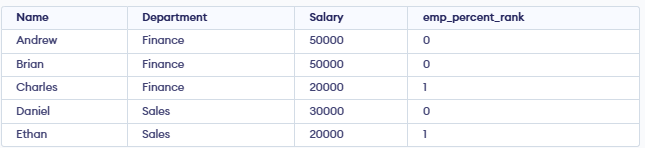 Name Department Salary emp_percent_rank
Andrew Finance 50000 0
Brian Finance 50000 0
Charles Finance 20000 1
Daniel Sales 30000 0
Ethan Sales 20000 1